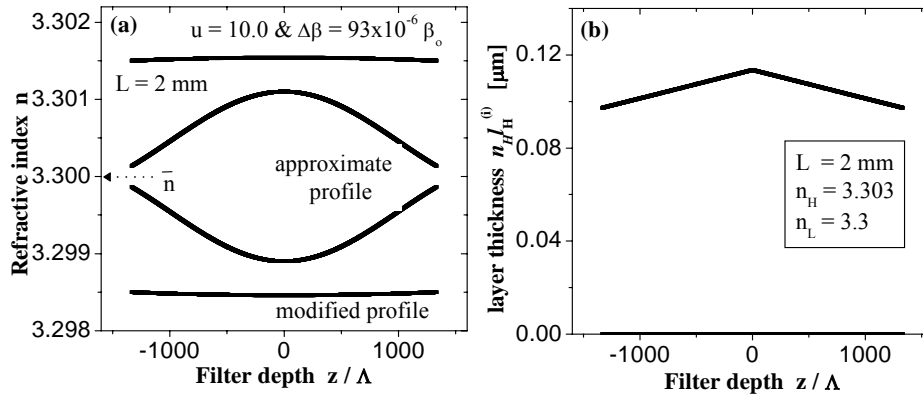 (a)
u = 10.0 & Δβ = 93x10⁻⁶ βₒ
L = 2 mm
approximate profile
n̄
modified profile
3.302
3.301
3.300
3.299
3.298
Refractive index n
-1000
0
1000
Filter depth z / Λ
(b)
0.12
0.08
0.04
0.00
layer thickness n_H l_H^(i) [μm]
L = 2 mm
n_H = 3.303
n_L = 3.3
-1000
0
1000
Filter depth z / Λ